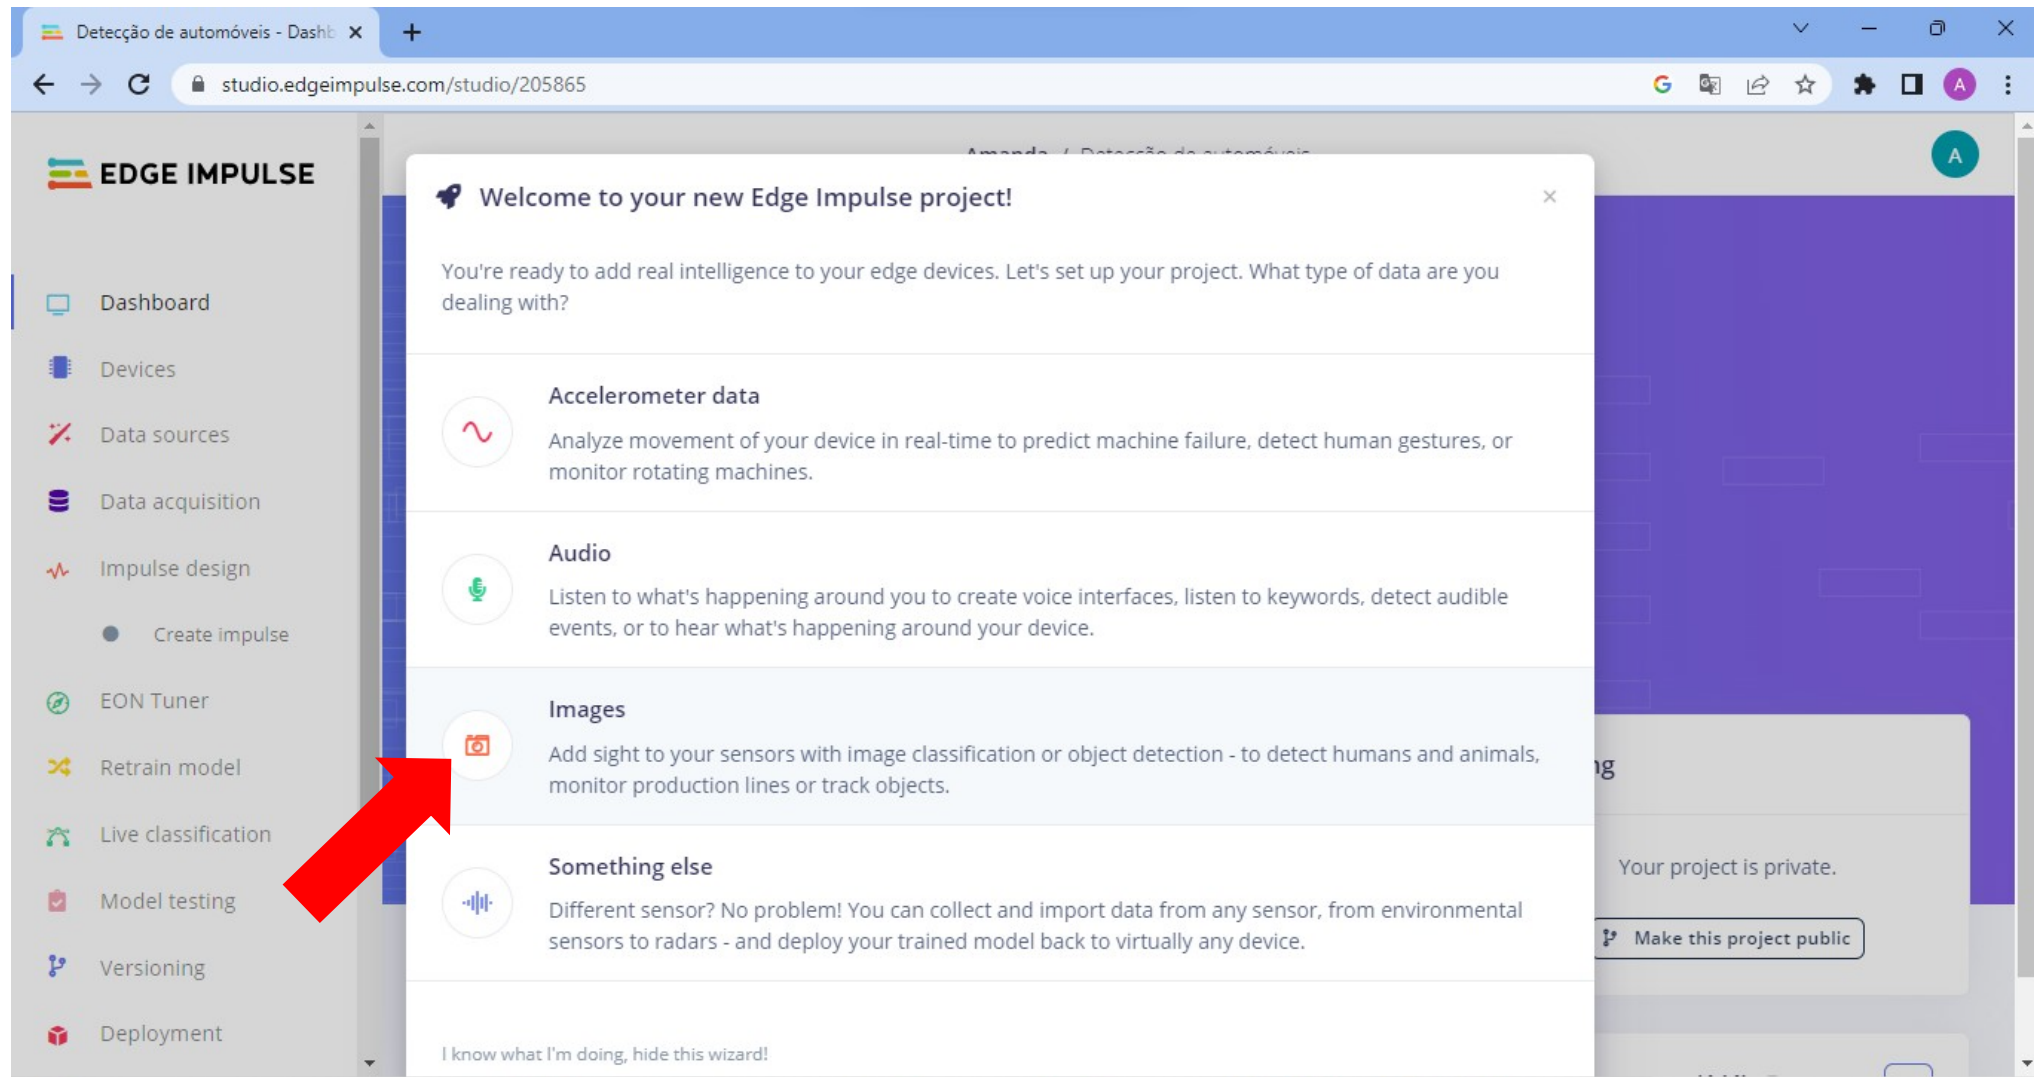 Detecção de automóveis - Dashb
studio.edgeimpulse.com/studio/205865
G
A
EDGE IMPULSE
Amanda / Detecção de automóveis
A
Welcome to your new Edge Impulse project!
You're ready to add real intelligence to your edge devices. Let's set up your project. What type of data are you
dealing with?
Dashboard
Devices
Data sources
Data acquisition
Impulse design
Create impulse
EON Tuner
Retrain model
Live classification
Model testing
Versioning
Deployment
Accelerometer data
Analyze movement of your device in real-time to predict machine failure, detect human gestures, or
monitor rotating machines.
Audio
Listen to what's happening around you to create voice interfaces, listen to keywords, detect audible
events, or to hear what's happening around your device.
Images
Add sight to your sensors with image classification or object detection - to detect humans and animals,
monitor production lines or track objects.
Something else
Different sensor? No problem! You can collect and import data from any sensor, from environmental
sensors to radars - and deploy your trained model back to virtually any device.
I know what I'm doing, hide this wizard!
ng
Your project is private.
Make this project public